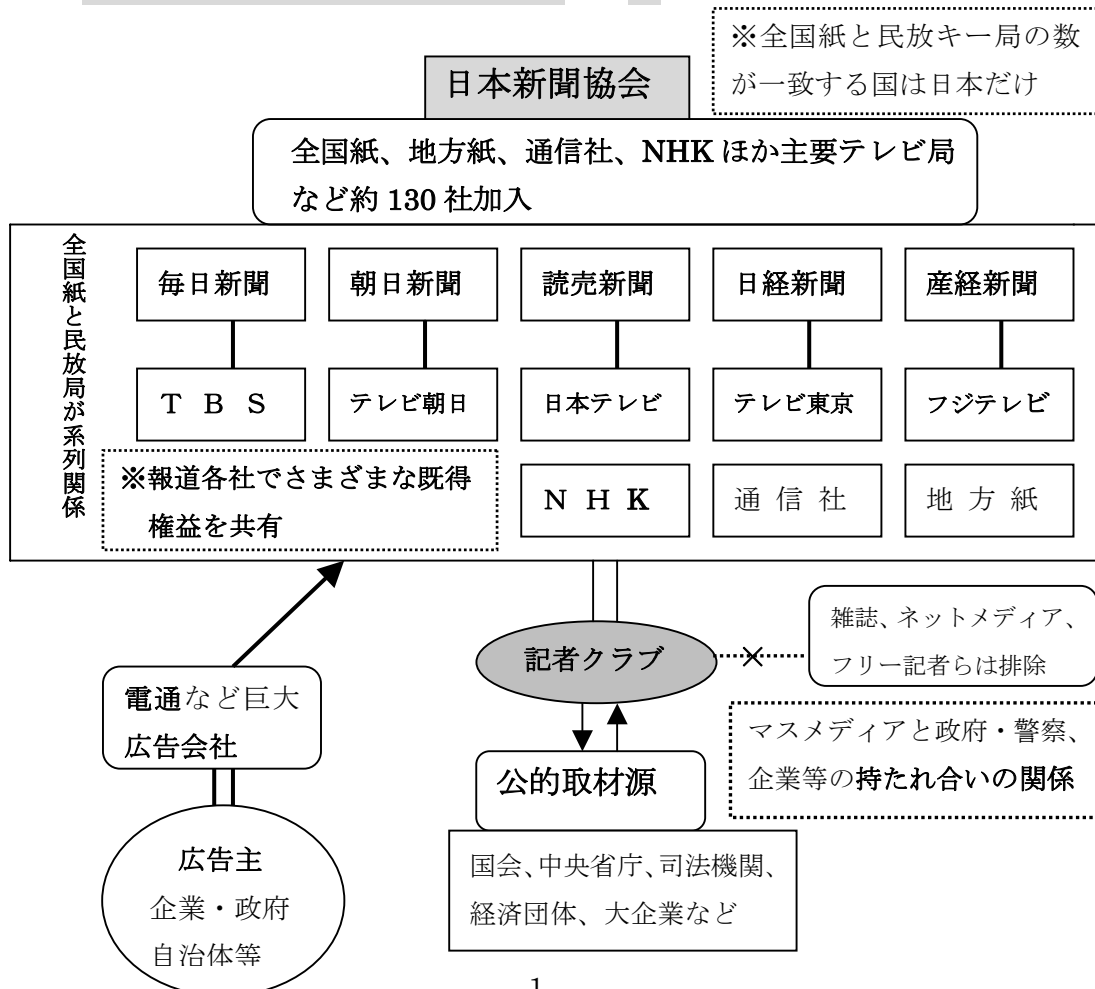 ※全国紙と民放キー局の数
が一致する国は日本だけ
日本新聞協会
全国紙、地方紙、通信社、NHK ほか主要テレビ局
など約 130 社加入
全国紙と民放局が系列関係
毎日新聞
朝日新聞
読売新聞
日経新聞
産経新聞
T B S
テレビ朝日
日本テレビ
テレビ東京
フジテレビ
※報道各社でさまざまな既得
権益を共有
N H K
通 信 社
地 方 紙
記者クラブ
雑誌、ネットメディア、
フリー記者らは排除
電通など巨大
広告会社
公的取材源
マスメディアと政府・警察、
企業等の持たれ合いの関係
広告主
企業・政府
自治体等
国会、中央省庁、司法機関、
経済団体、大企業など
1